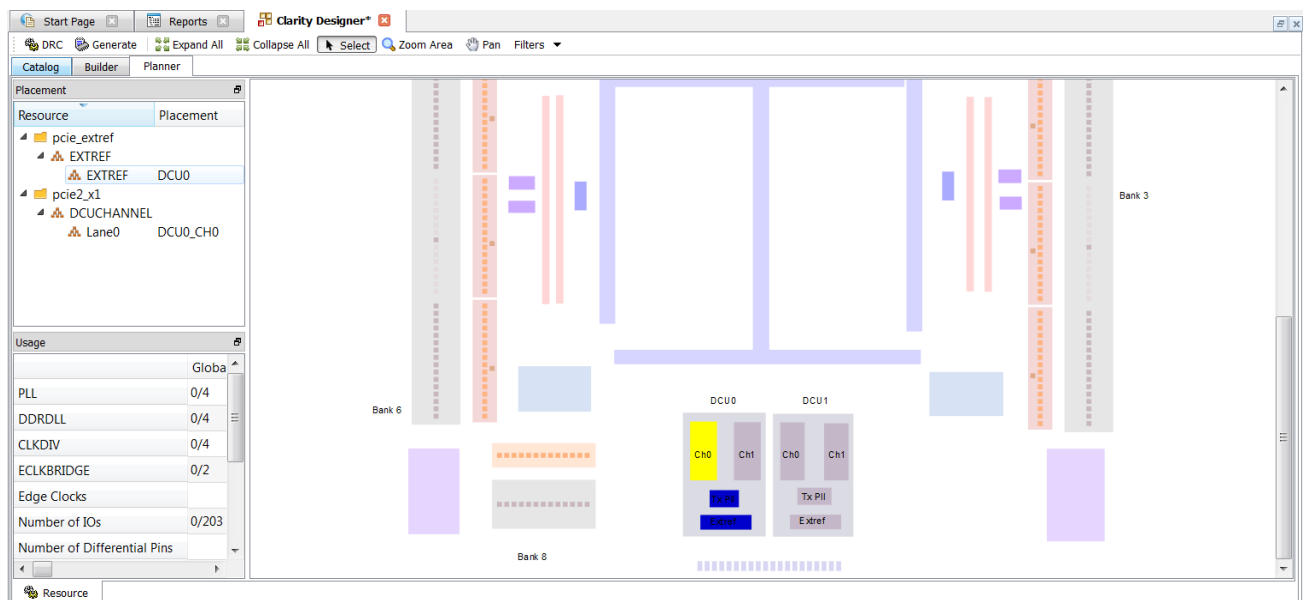 Start Page Reports Clarity Designer*
DRC Generate Expand All Collapse All Select Zoom Area Pan Filters
Catalog Builder Planner
Placement
Resource Placement
pcie_extref
EXTREF
EXTREF DCU0
pcie2_x1
DCUCHANNEL
Lane0 DCU0_CH0
Usage
Globa
PLL 0/4
DDRDLL 0/4
CLKDIV 0/4
ECLKBRIDGE 0/2
Edge Clocks
Number of IOs 0/203
Number of Differential Pins
Resource
Bank 3
Bank 6
DCU0 DCU1
Ch0 Ch1 Ch0 Ch1
Tx Pll Tx Pll
Extref Extref
Bank 8